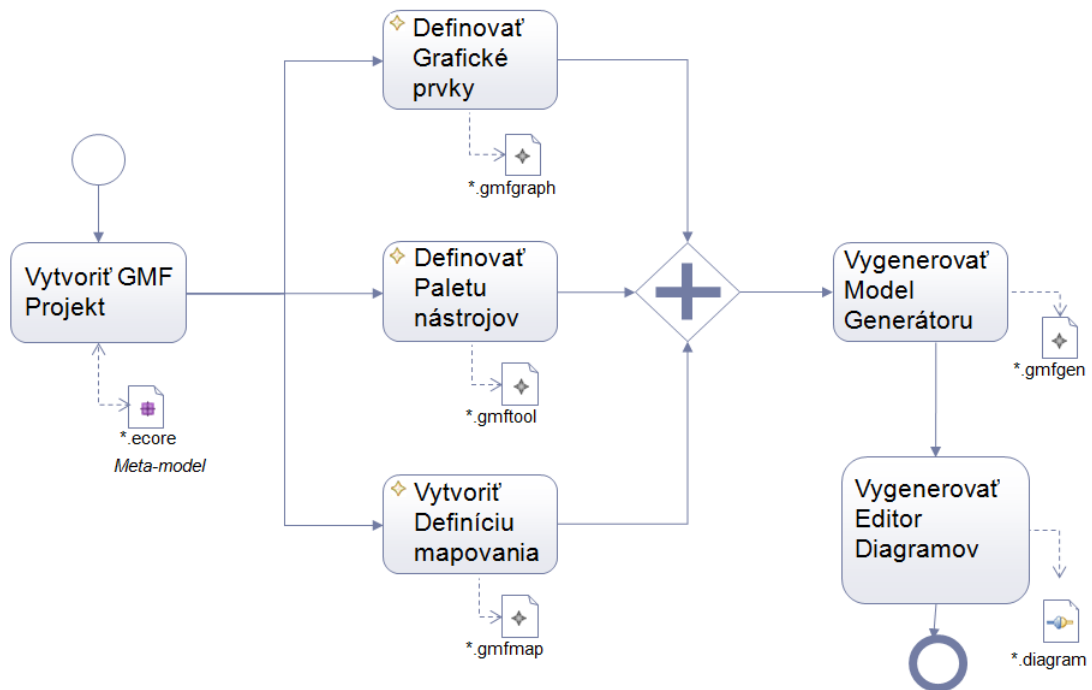 Definovať
Grafické
prvky
*.gmfgraph
Vytvoriť GMF
Projekt
*.ecore
Meta-model
Definovať
Paletu
nástrojov
*.gmftool
Vytvoriť
Definíciu
mapovania
*.gmfmap
Vygenerovať
Model
Generátoru
*.gmfgen
Vygenerovať
Editor
Diagramov
*.diagram